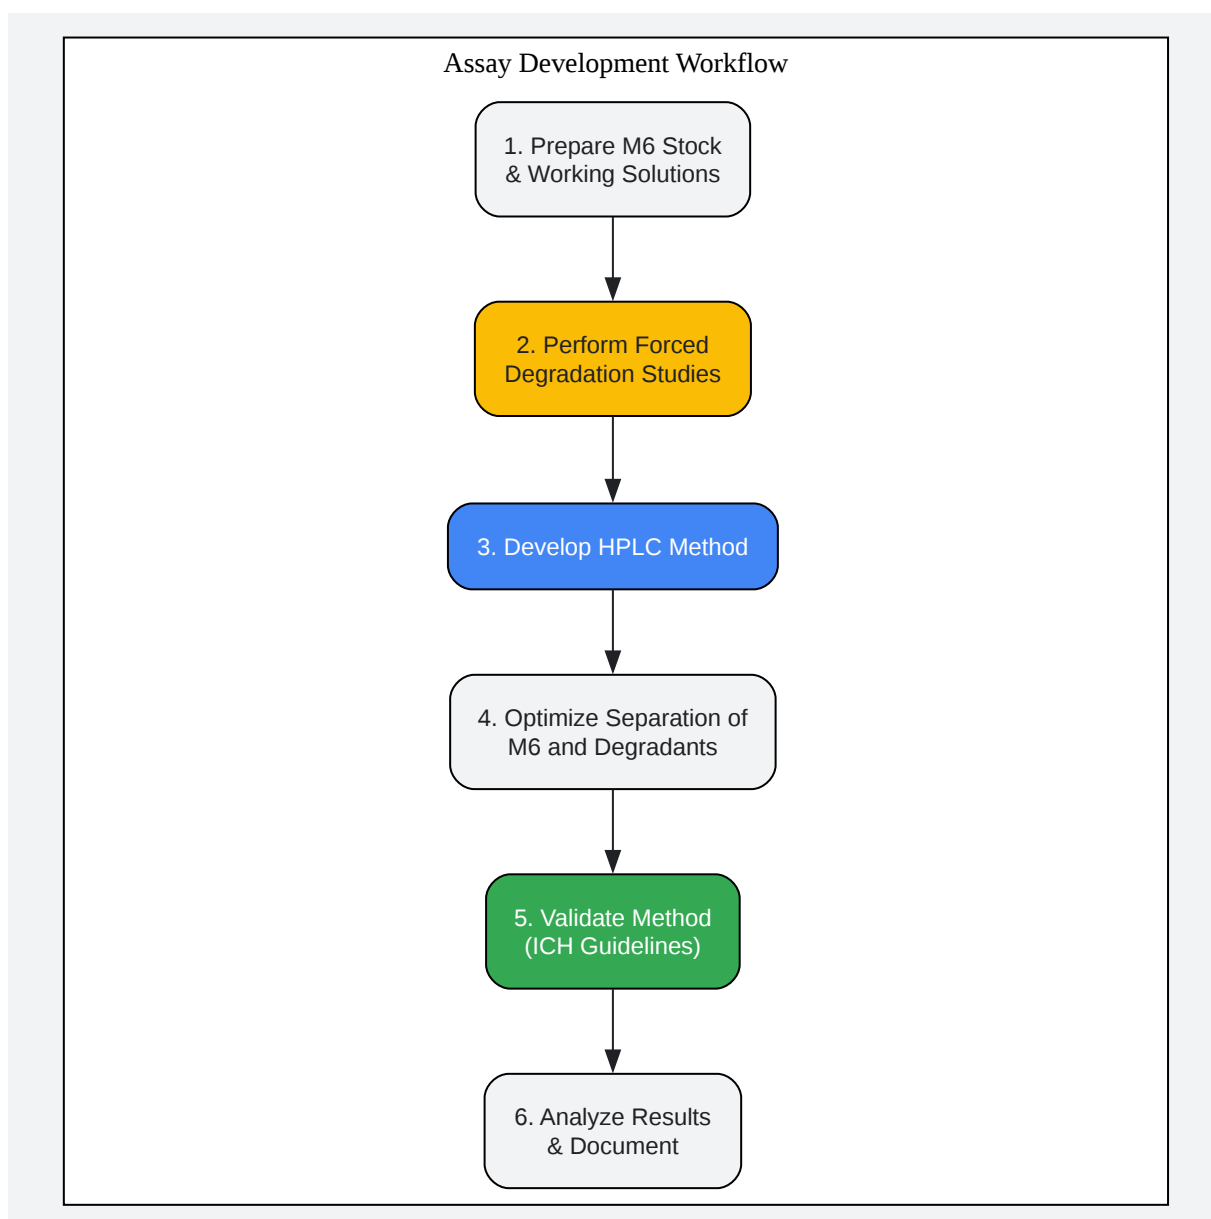 Assay Development Workflow
1. Prepare M6 Stock
& Working Solutions
2. Perform Forced
Degradation Studies
3. Develop HPLC Method
4. Optimize Separation of
M6 and Degradants
5. Validate Method
(ICH Guidelines)
6. Analyze Results
& Document